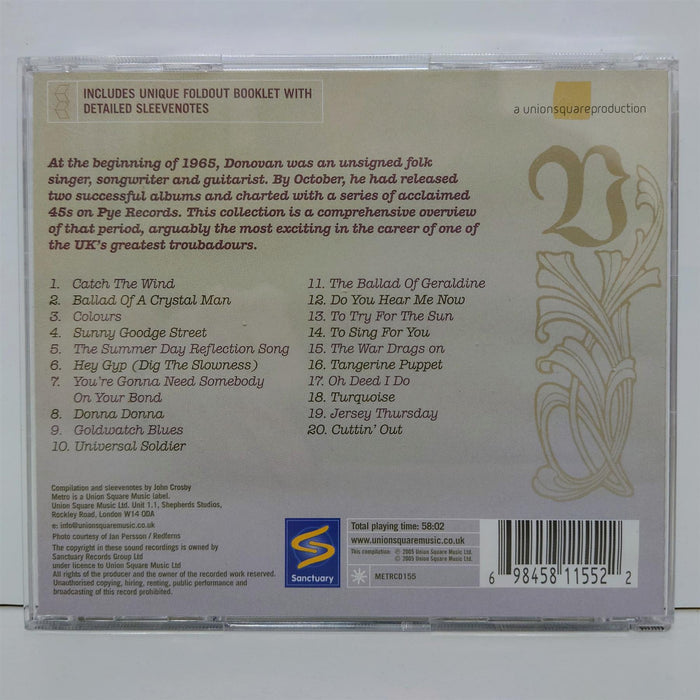 INCLUDES UNIQUE FOLDOUT BOOKLET WITH
DETAILED SLEEVENOTES
a unionsquareproduction
At the beginning of 1965, Donovan was an unsigned folk
singer, songwriter and guitarist. By October, he had released
two successful albums and charted with a series of acclaimed
45s on Pye Records. This collection is a comprehensive overview
of that period, arguably the most exciting in the career of one of
the UK's greatest troubadours.
1. Catch The Wind
2. Ballad Of A Crystal Man
3. Colours
4. Sunny Goodge Street
5. The Summer Day Reflection Song
6. Hey Gyp (Dig The Slowness)
7. You're Gonna Need Somebody
On Your Bond
8. Donna Donna
9. Goldwatch Blues
10. Universal Soldier
11. The Ballad Of Geraldine
12. Do You Hear Me Now
13. To Try For The Sun
14. To Sing For You
15. The War Drags on
16. Tangerine Puppet
17. Oh Deed I Do
18. Turquoise
19. Jersey Thursday
20. Cuttin' Out
Compilation and sleevenotes by John Crosby
Metro is a Union Square Music label.
Union Square Music Ltd. Unit 1.1, Shepherds Studios,
Rockley Road, London W14 0DA
e: info@unionsquaremusic.co.uk
Photo courtesy of Jan Persson / Redferns
The copyright in these sound recordings is owned by
Sanctuary Records Group Ltd
under licence to Union Square Music Ltd.
All rights of the producer and the owner of the recorded work reserved.
Unauthorised copying, hiring, renting, public performance and
broadcasting of this record prohibited.
S
Sanctuary
Total playing time: 58:02
www.unionsquaremusic.co.uk
This compilation: ℗ 2005 Union Square Music Ltd.
© 2005 Union Square Music Ltd.
METRCD155
6 98458 11552 2